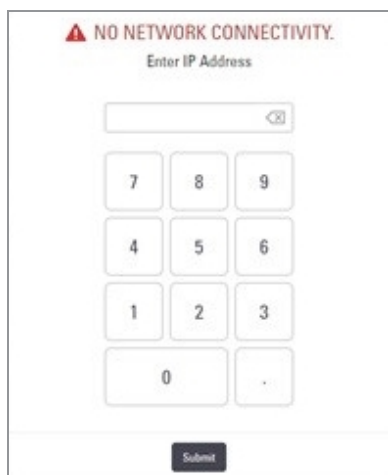 NO NETWORK CONNECTIVITY.
Enter IP Address
7 8 9
4 5 6
1 2 3
0 .
Submit